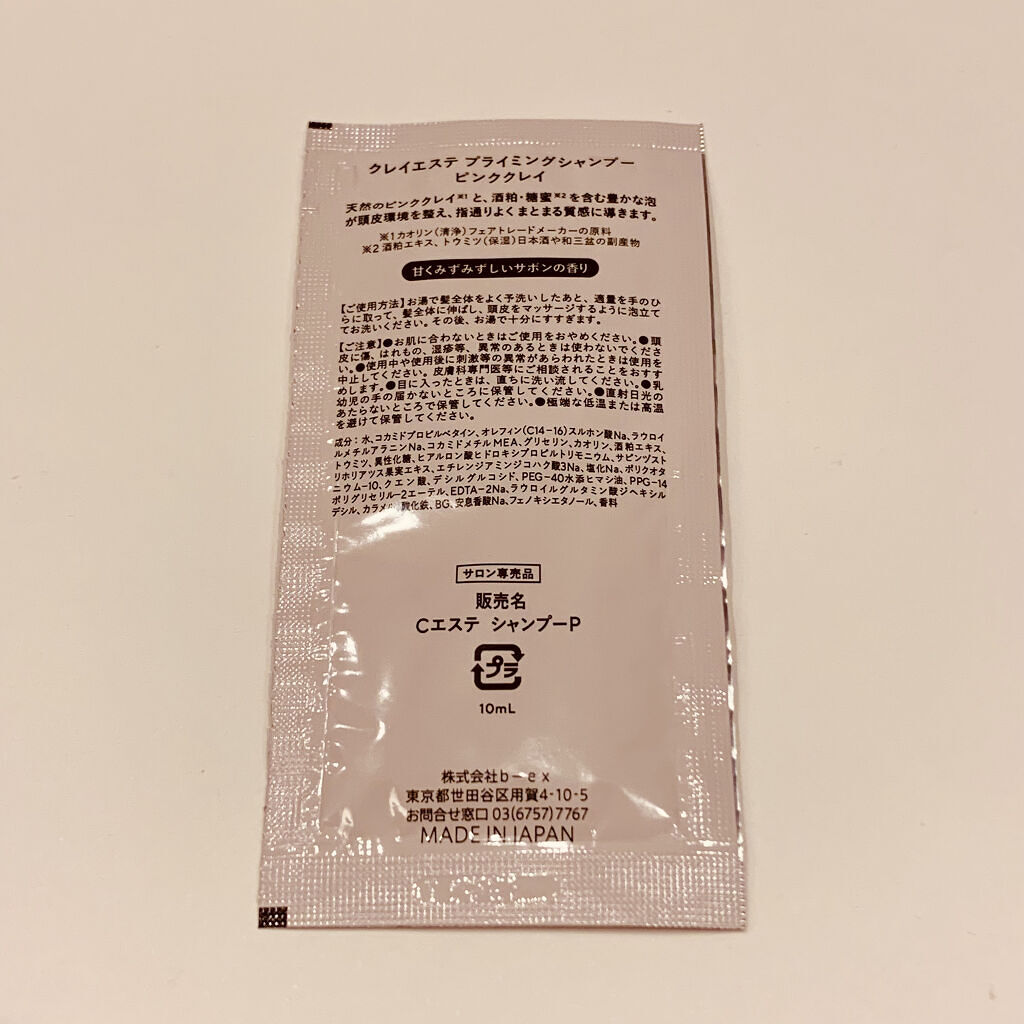 クレイエステ プライミングシャンプー
ピンククレイ
天然のピンククレイ※1と、酒粕・糖蜜※2を含む豊かな泡
が頭皮環境を整え、指通りよくまとまる質感に導きます。
※1 カオリン（清浄）フェアトレードメーカーの原料
※2 酒粕エキス、トウミツ（保湿）日本酒や和三盆の副産物
甘くみずみずしいサボンの香り
【ご使用方法】お湯で髪全体をよく予洗いしたあと、適量を手のひ
らに取って、髪全体に伸ばし、頭皮をマッサージするように泡立て
てお洗いください。その後、お湯で十分にすすぎます。
【ご注意】●お肌に合わないときはご使用をおやめください。●頭
皮に傷、はれもの、湿疹等、異常のあるときは使わないでくださ
い。●使用中や使用後に刺激等の異常があらわれたときは使用を
中止してください。皮膚科専門医等にご相談されることをおすす
めします。●目に入ったときは、直ちに洗い流してください。●乳
幼児の手の届かないところに保管してください。●直射日光の
あたらないところで保管してください。●極端な低温または高温
を避けて保管してください。
成分：水、コカミドプロピルベタイン、オレフィン（C14-16）スルホン酸Na、ラウロイ
ルメチルアラニンNa、コカミドメチルMEA、グリセリン、カオリン、酒粕エキス、
トウミツ、異性化糖、ヒアルロン酸ヒドロキシプロピルトリモニウム、サピンヅスト
リホリアツス果実エキス、エチレンジアミンジコハク酸3Na、塩化Na、ポリクオタ
ニウム-10、クエン酸、デシルグルコシド、PEG-40水添ヒマシ油、PPG-14
ポリグリセリル-2エーテル、EDTA-2Na、ラウロイルグルタミン酸ジヘキシル
デシル、カラメル、酸化鉄、BG、安息香酸Na、フェノキシエタノール、香料
サロン専売品
販売名
Cエステ シャンプーP
プラ
10mL
株式会社b－ex
東京都世田谷区用賀4-10-5
お問合せ窓口 03(6757)7767
MADE IN JAPAN